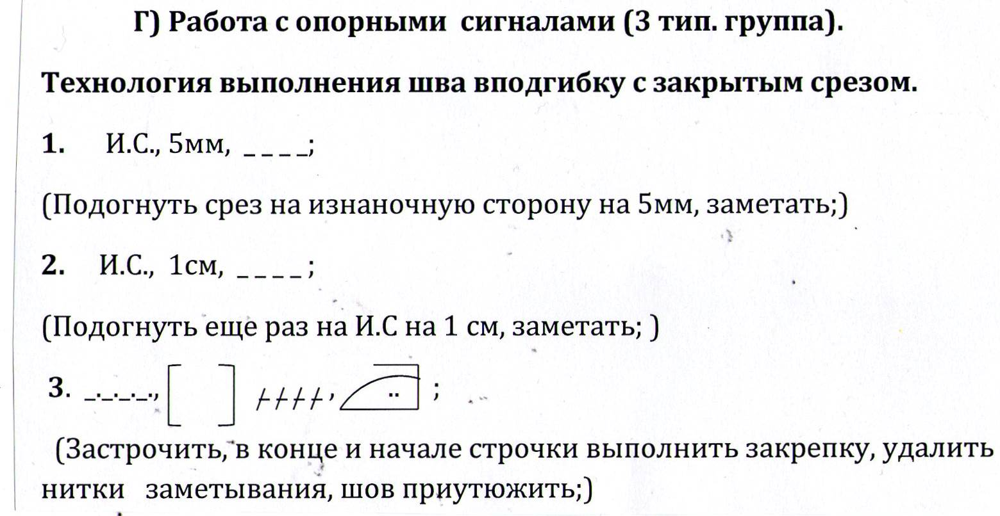 Г) Работа с опорными сигналами (3 тип. группа).
Технология выполнения шва вподгибку с закрытым срезом.
1. И.С., 5мм, _ _ _ _;
(Подогнуть срез на изнаночную сторону на 5мм, заметать;)
2. И.С., 1см, _ _ _ _ ;
(Подогнуть еще раз на И.С на 1 см, заметать; )
3. _._._._., [ ] , ;
(Застрочить, в конце и начале строчки выполнить закрепку, удалить
нитки заметывания, шов приутюжить;)